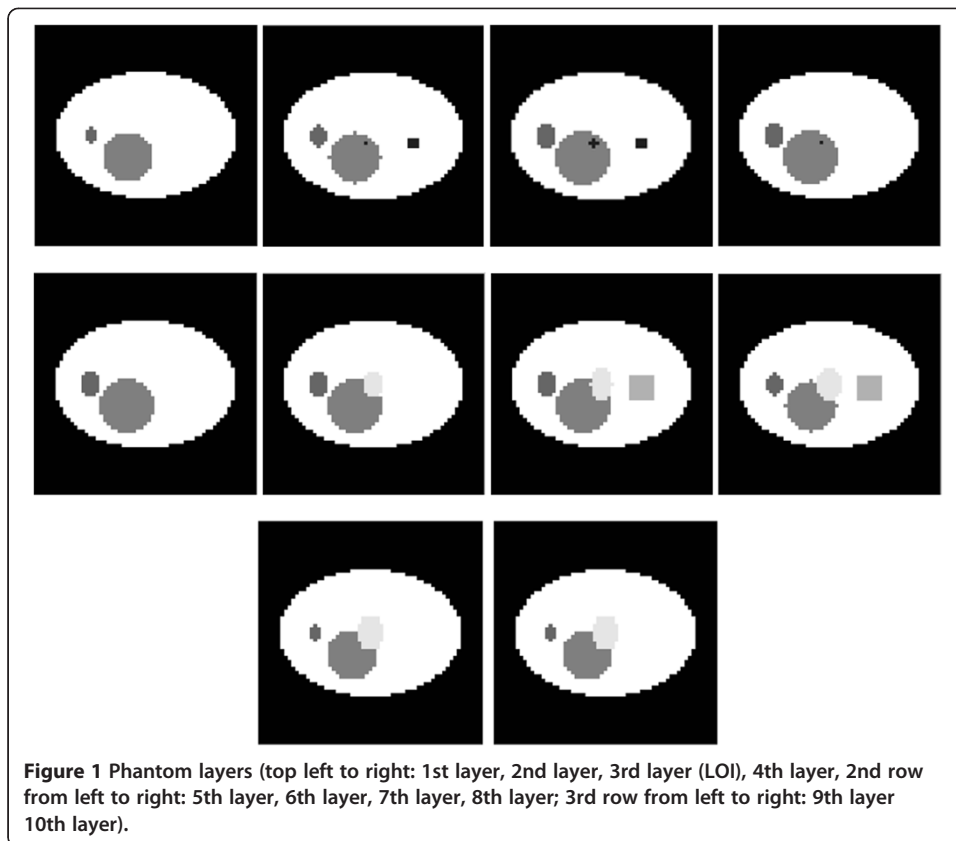 Figure 1 Phantom layers (top left to right: 1st layer, 2nd layer, 3rd layer (LOI), 4th layer, 2nd row
from left to right: 5th layer, 6th layer, 7th layer, 8th layer; 3rd row from left to right: 9th layer
10th layer).